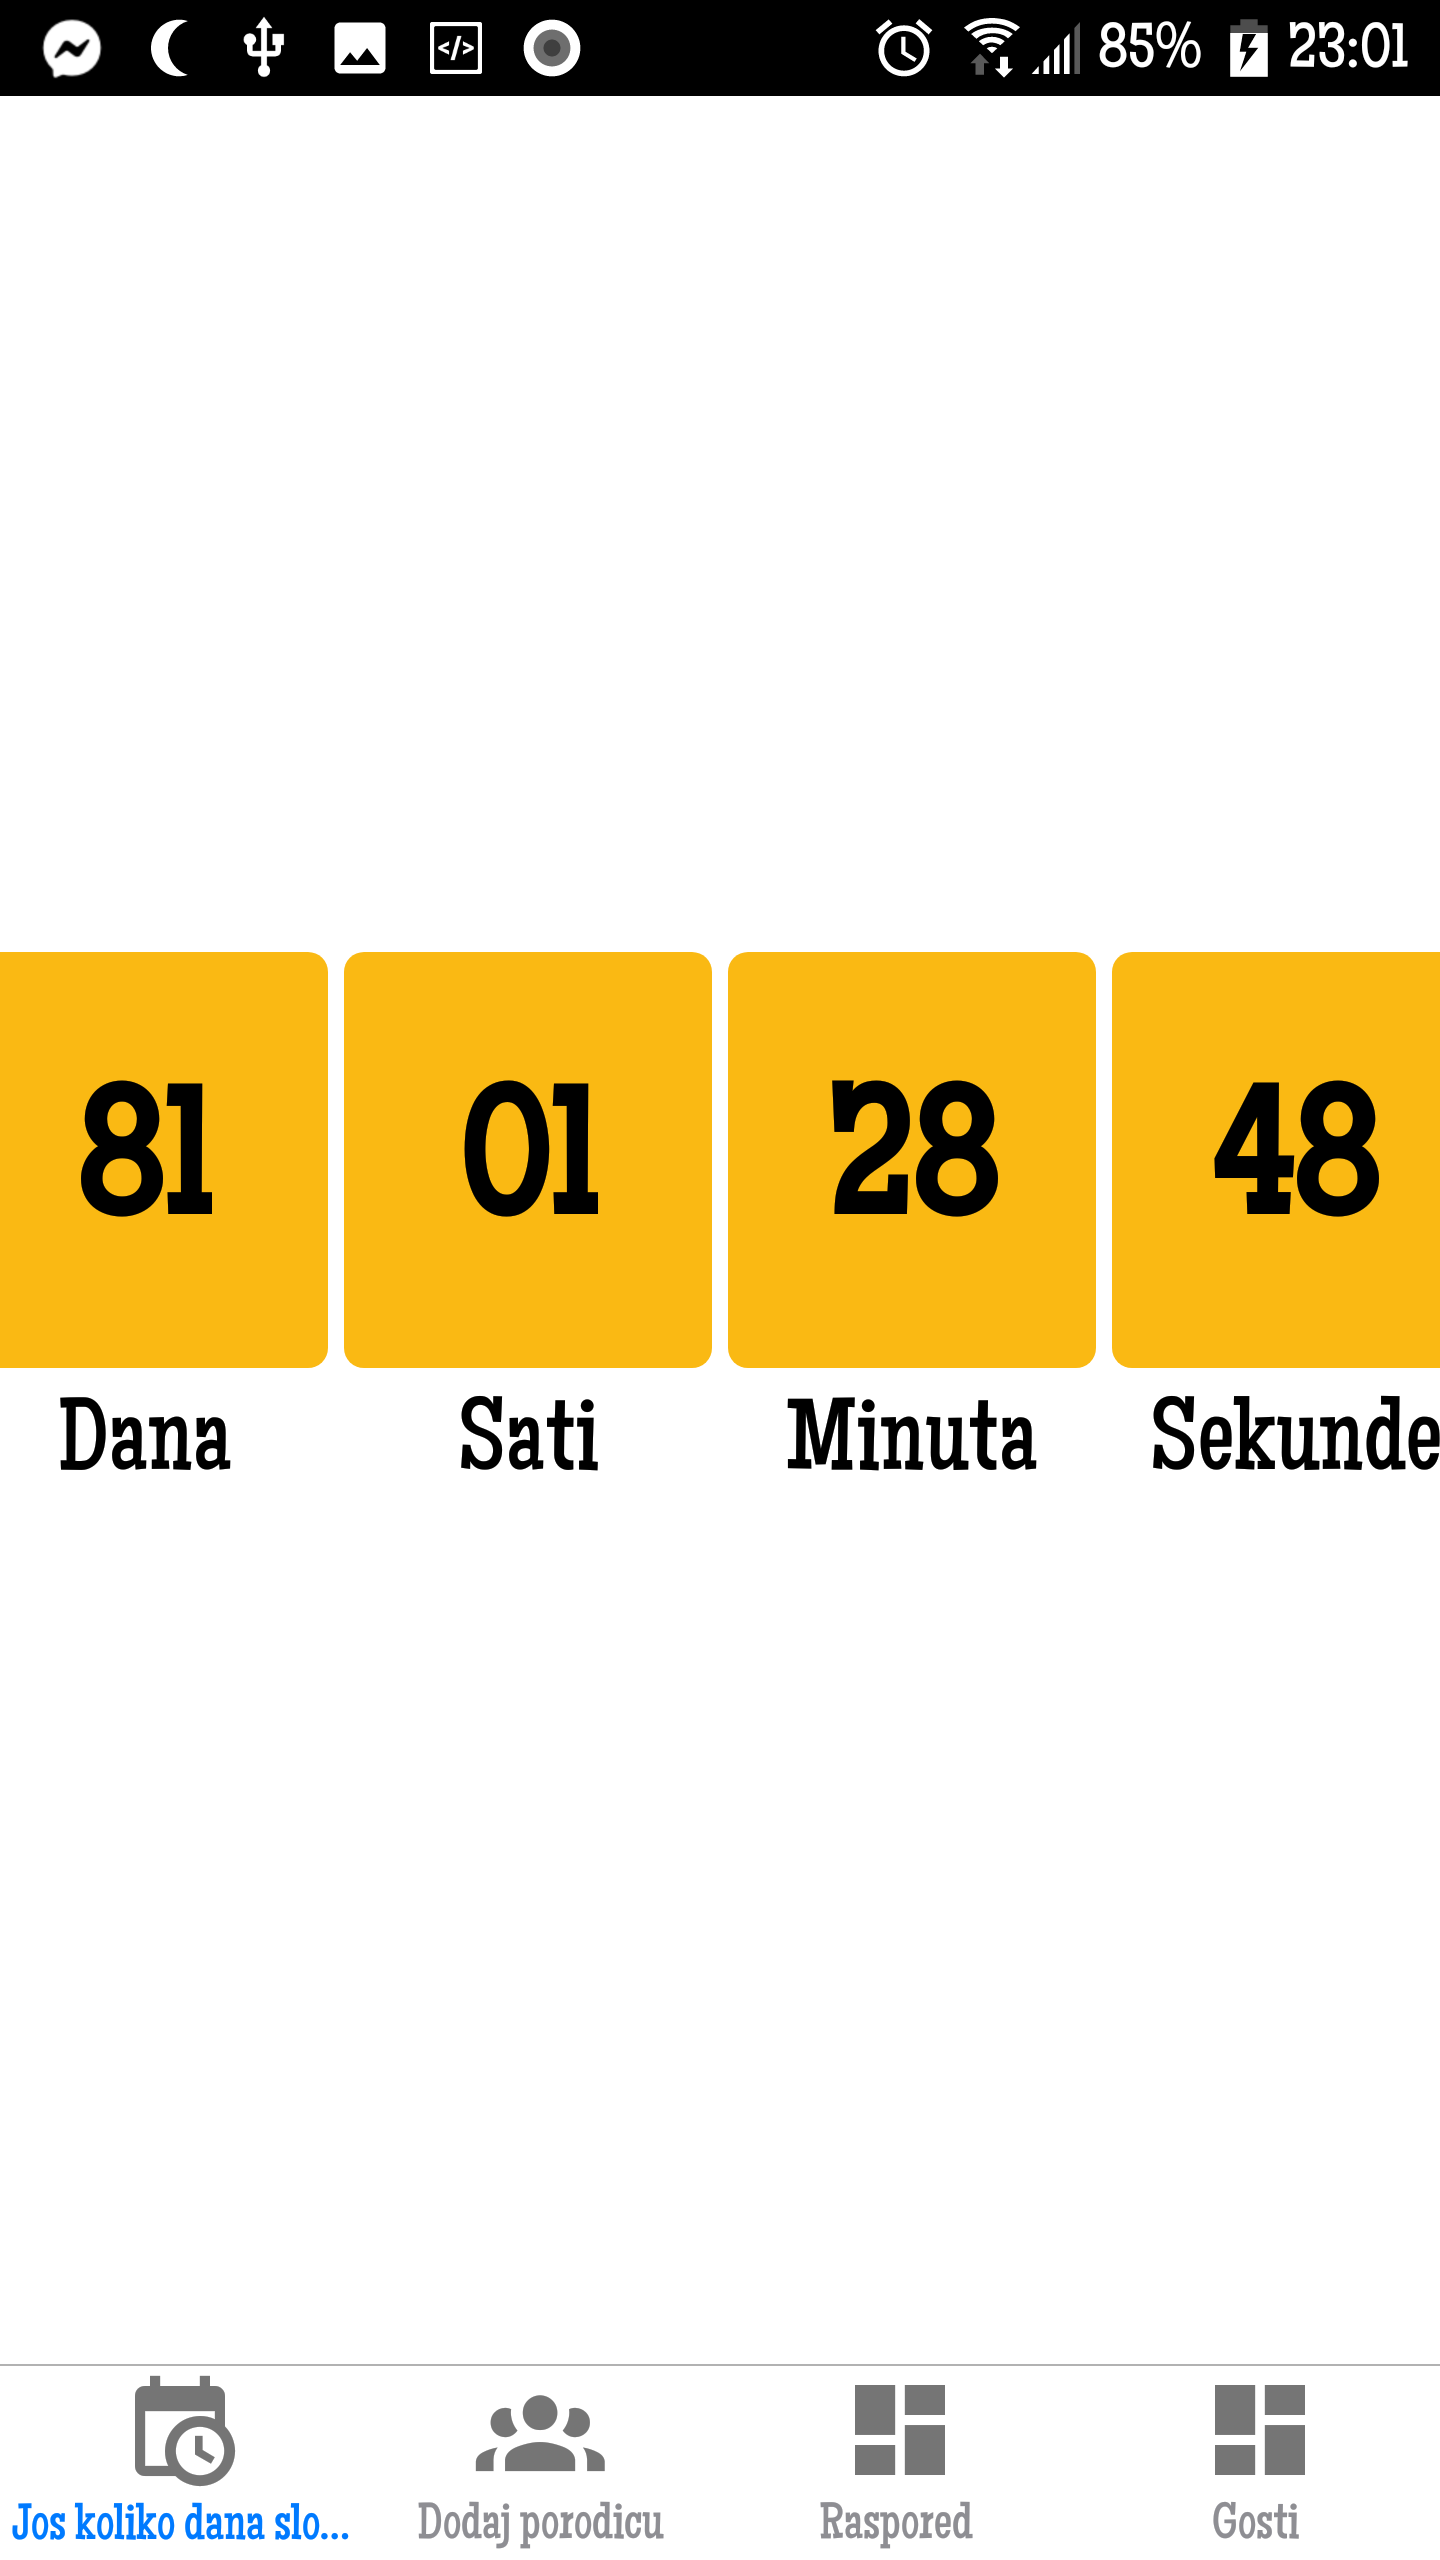 85% 23:01
81 01 28 48
Dana Sati Minuta Sekunde
Jos koliko dana slo... Dodaj porodicu Raspored Gosti